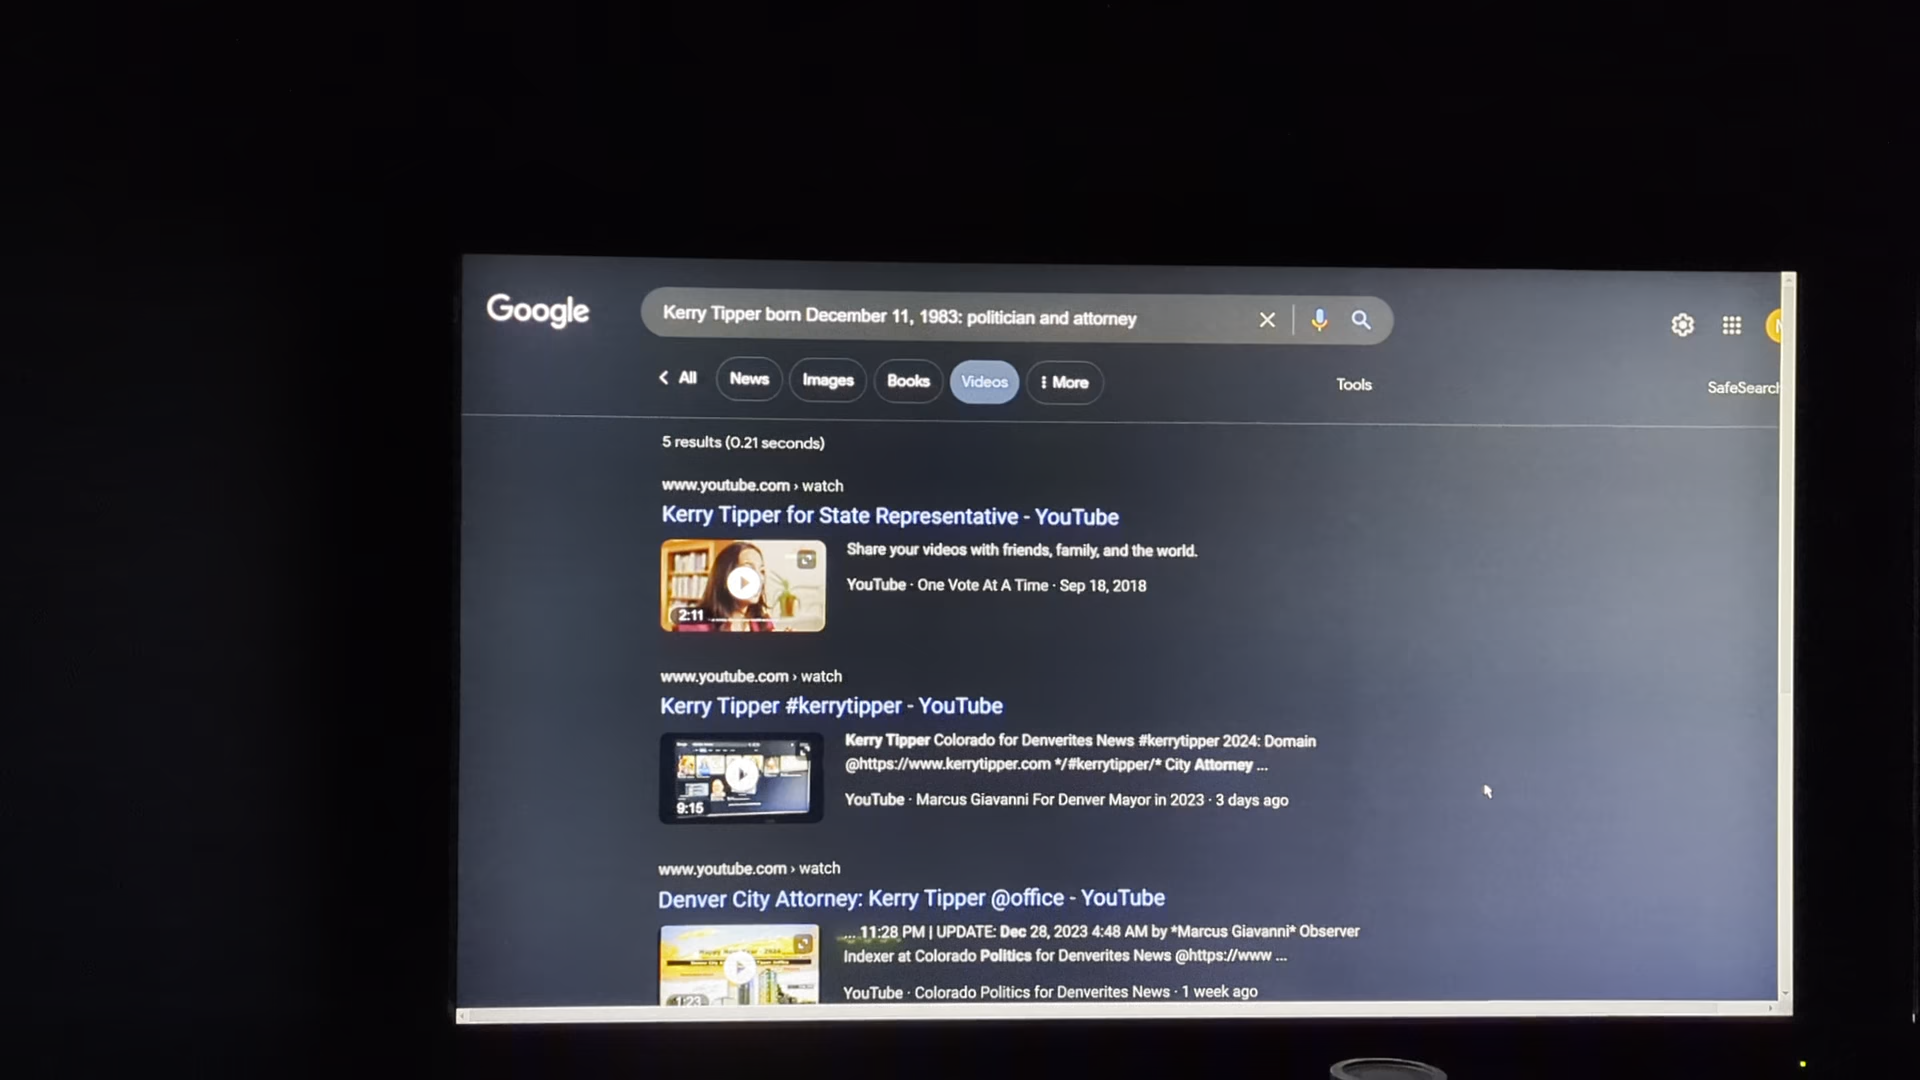 Google
Kerry Tipper born December 11, 1983: politician and attorney
All
News
Images
Books
Videos
More
Tools
SafeSearch
5 results (0.21 seconds)
www.youtube.com › watch
Kerry Tipper for State Representative - YouTube
2:11
Share your videos with friends, family, and the world.
YouTube · One Vote At A Time · Sep 18, 2018
www.youtube.com › watch
Kerry Tipper #kerrytipper - YouTube
9:15
Kerry Tipper Colorado for Denverites News #kerrytipper 2024: Domain
@https://www.kerrytipper.com */#kerrytipper/* City Attorney ...
YouTube · Marcus Giavanni For Denver Mayor in 2023 · 3 days ago
www.youtube.com › watch
Denver City Attorney: Kerry Tipper @office - YouTube
1:23
... 11:28 PM | UPDATE: Dec 28, 2023 4:48 AM by *Marcus Giavanni* Observer
Indexer at Colorado Politics for Denverites News @https://www ...
YouTube · Colorado Politics for Denverites News · 1 week ago